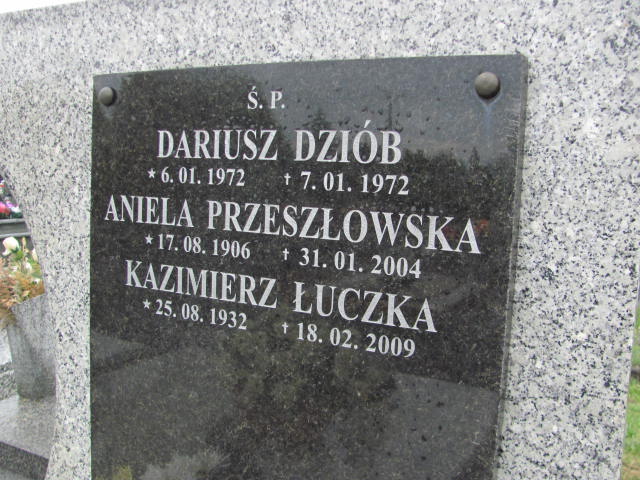 Ś. P.
DARIUSZ DZIÓB
★ 6. 01. 1972 † 7. 01. 1972
ANIELA PRZESZŁOWSKA
★ 17. 08. 1906 † 31. 01. 2004
KAZIMIERZ ŁUCZKA
★ 25. 08. 1932 † 18. 02. 2009